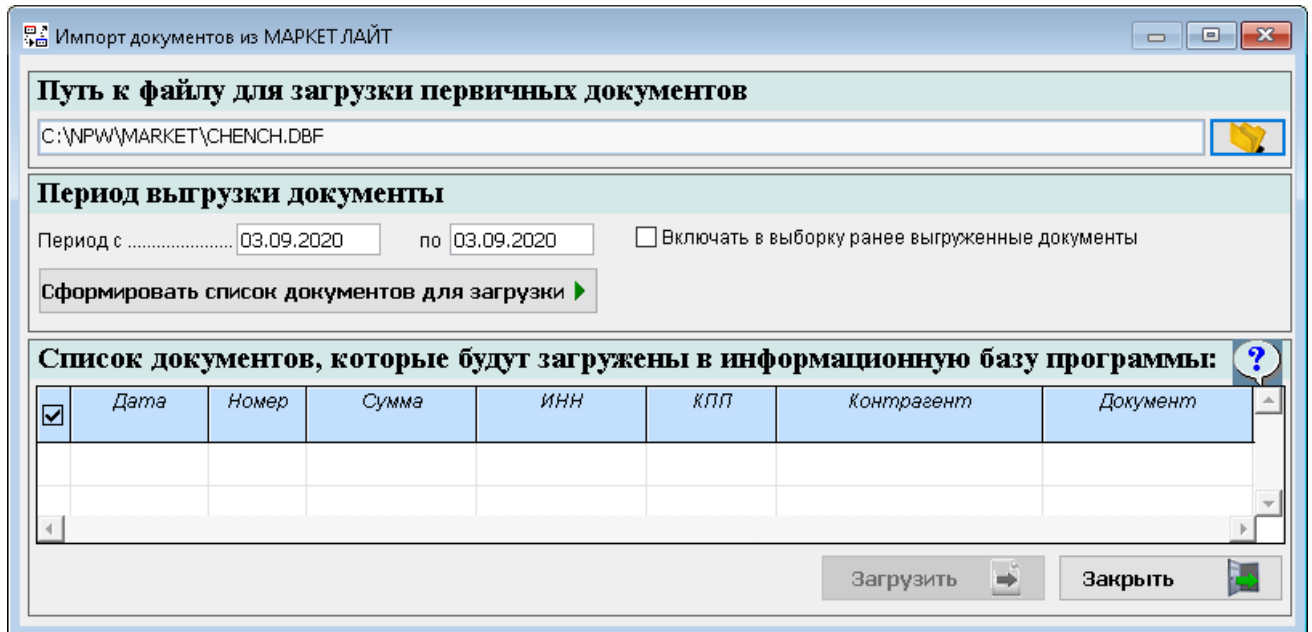 Импорт документов из МАРКЕТ ЛАЙТ
Путь к файлу для загрузки первичных документов
C:\NPW\MARKET\CHENCH.DBF
Период выгрузки документы
Период с ..................... 03.09.2020 по 03.09.2020 Включать в выборку ранее выгруженные документы
Сформировать список документов для загрузки
Список документов, которые будут загружены в информационную базу программы: ?
Дата Номер Сумма ИНН КПП Контрагент Документ
Загрузить Закрыть